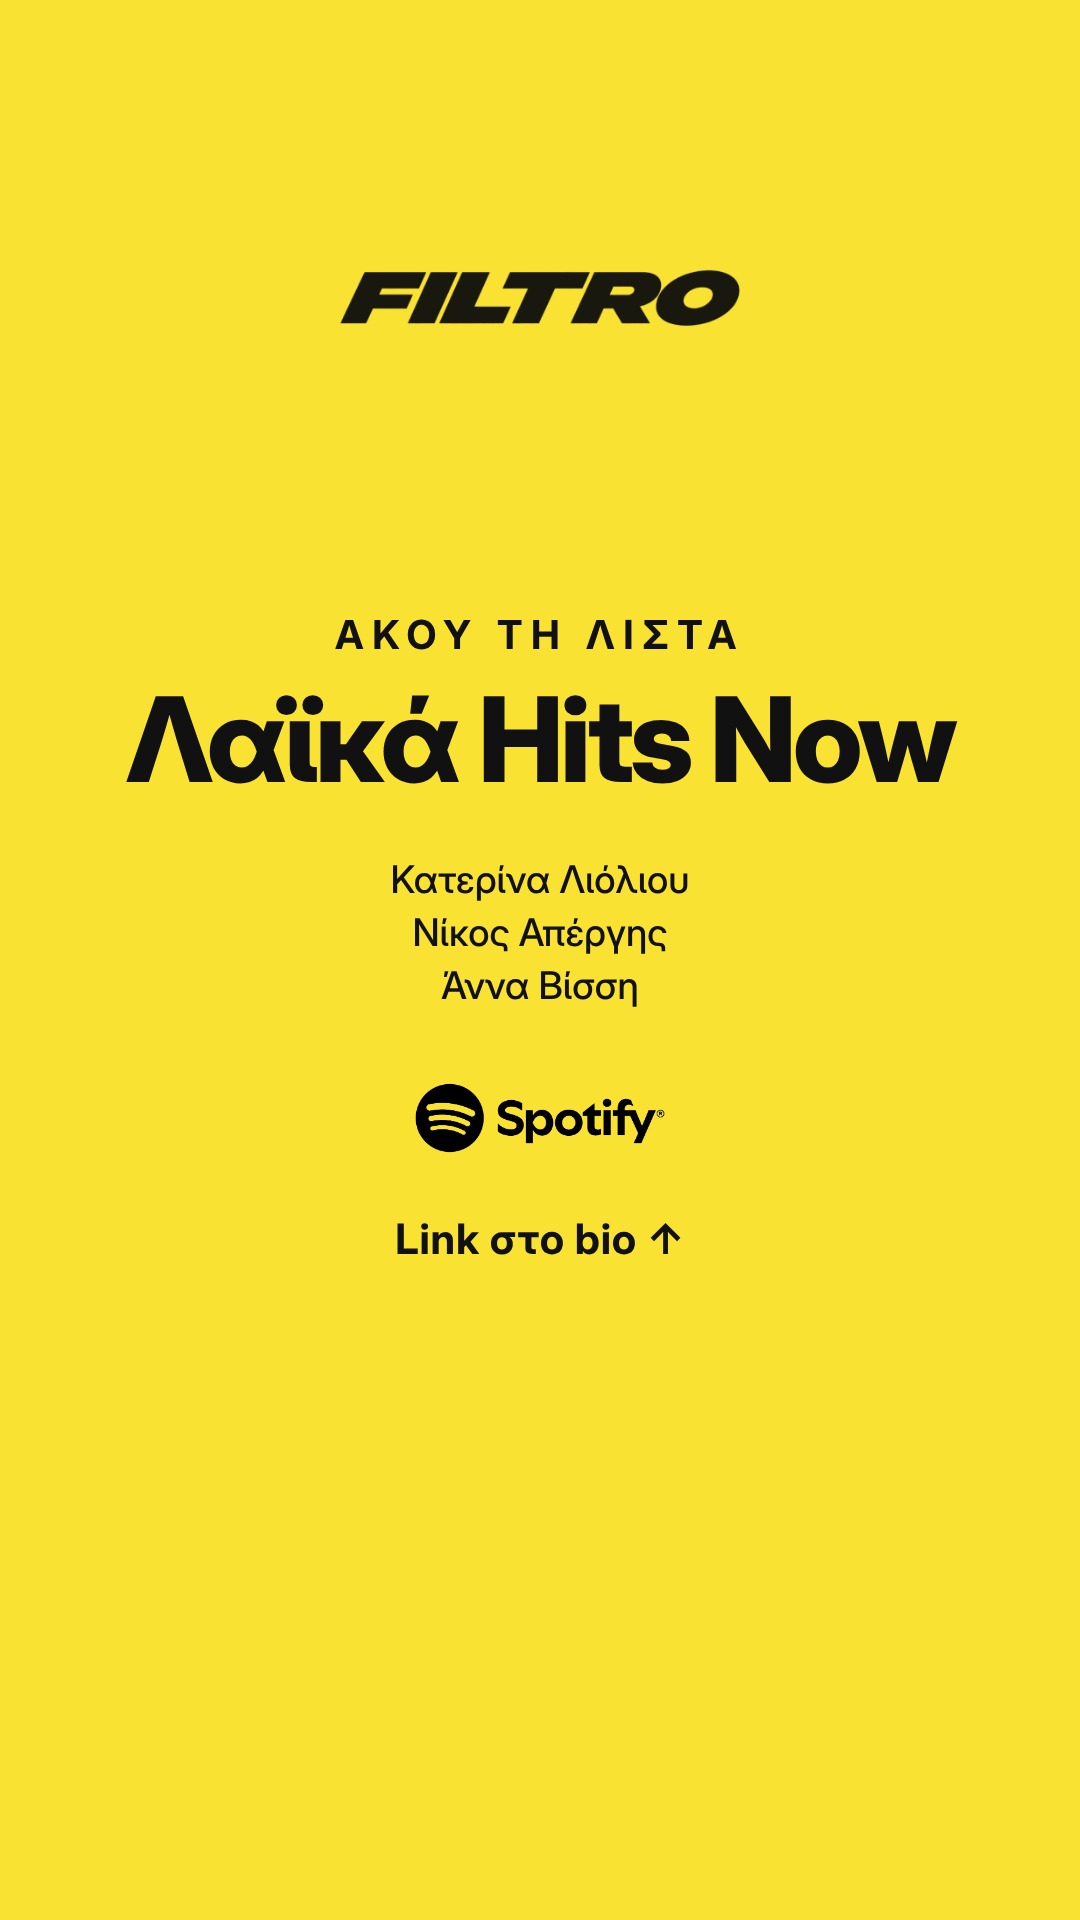 FILTRO
ΑΚΟΥ ΤΗ ΛΙΣΤΑ
Λαϊκά Hits Now
Κατερίνα Λιόλιου
Νίκος Απέργης
Άννα Βίσση
Spotify®
Link στο bio ↑